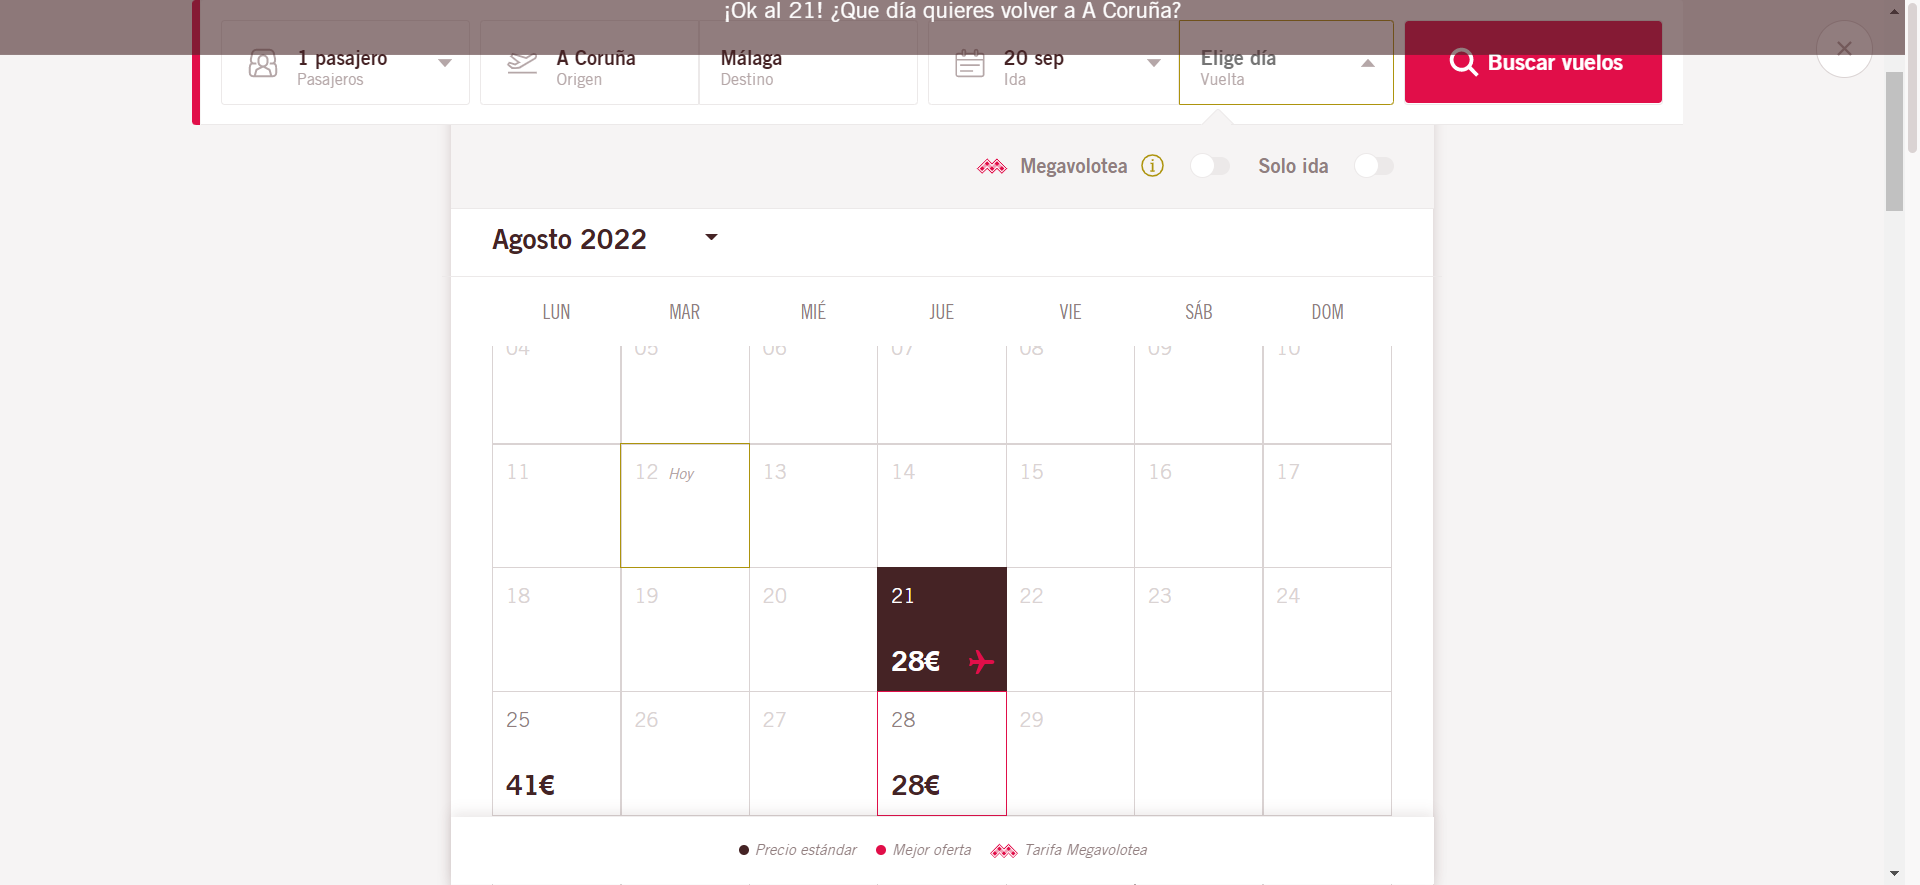 ¡Ok al 21! ¿Que día quieres volver a A Coruña?
1 pasajero
Pasajeros
A Coruña
Origen
Málaga
Destino
20 sep
Ida
Elige día
Vuelta
Buscar vuelos
Megavolotea
Solo ida
Agosto 2022
LUN MAR MIÉ JUE VIE SÁB DOM
04 05 06 07 08 09 10
11 12 Hoy 13 14 15 16 17
18 19 20 21 22 23 24
28€
25 26 27 28 29
41€ 28€
Precio estándar Mejor oferta Tarifa Megavolotea